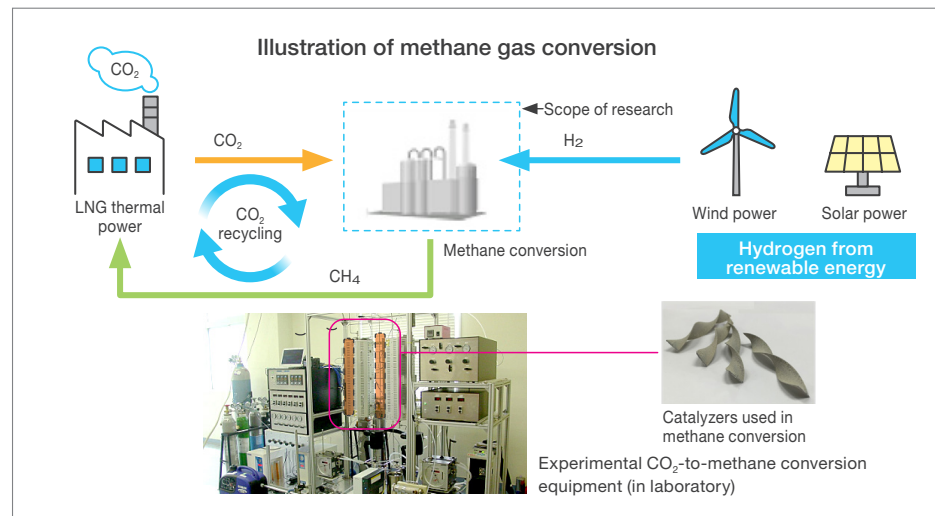 Illustration of methane gas conversion
CO₂
Scope of research
CO₂
H₂
LNG thermal
power
CO₂
recycling
Methane conversion
CH₄
Wind power
Solar power
Hydrogen from
renewable energy
Catalyzers used in
methane conversion
Experimental CO₂-to-methane conversion
equipment (in laboratory)